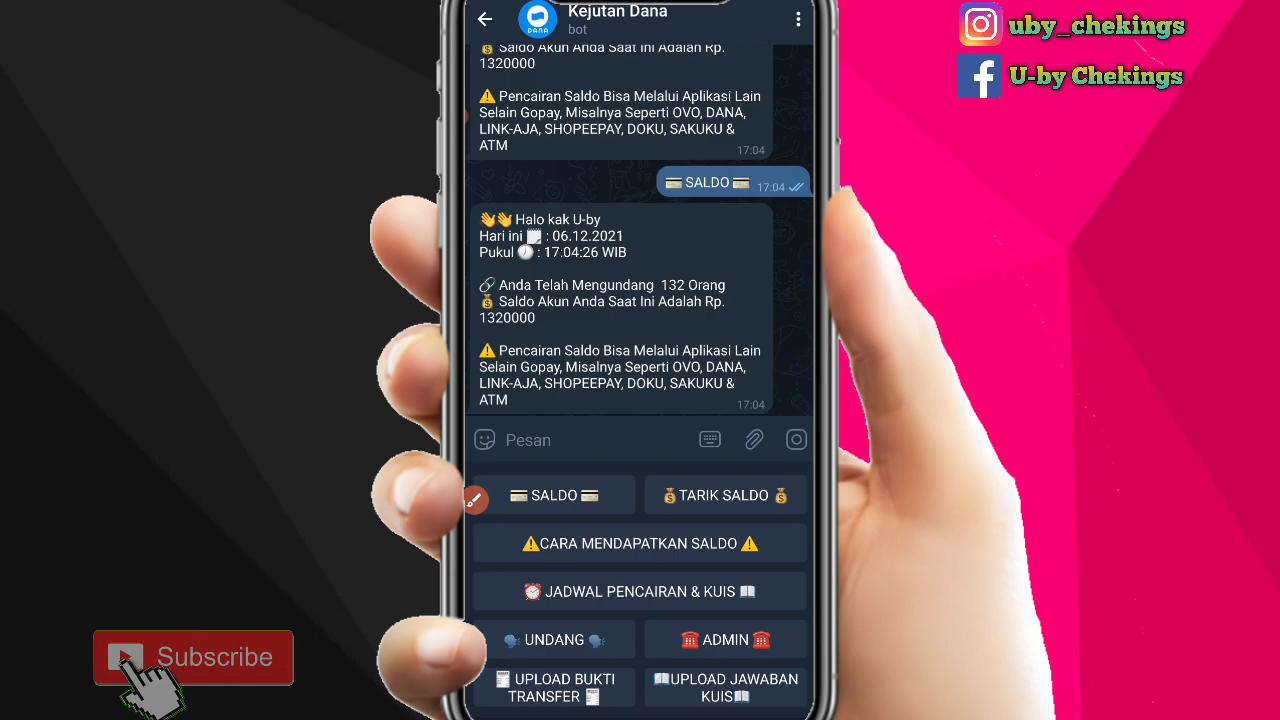 Kejutan Dana
bot
DANA
uby_chekings
U-by Chekings
Saldo Akun Anda Saat Ini Adalah Rp.
1320000
⚠️ Pencairan Saldo Bisa Melalui Aplikasi Lain
Selain Gopay, Misalnya Seperti OVO, DANA,
LINK-AJA, SHOPEEPAY, DOKU, SAKUKU &
ATM
17:04
💳 SALDO 💳 17:04
👋👋 Halo kak U-by
Hari ini 🗒️ : 06.12.2021
Pukul 🕖 : 17:04:26 WIB
🔗 Anda Telah Mengundang 132 Orang
💰 Saldo Akun Anda Saat Ini Adalah Rp.
1320000
⚠️ Pencairan Saldo Bisa Melalui Aplikasi Lain
Selain Gopay, Misalnya Seperti OVO, DANA,
LINK-AJA, SHOPEEPAY, DOKU, SAKUKU &
ATM
17:04
Pesan
💳 SALDO 💳
💰TARIK SALDO 💰
⚠️CARA MENDAPATKAN SALDO ⚠️
⏰ JADWAL PENCAIRAN & KUIS 📖
🗣️ UNDANG 🗣️
☎️ ADMIN ☎️
🧾 UPLOAD BUKTI
TRANSFER 🧾
📖UPLOAD JAWABAN
KUIS📖
Subscribe